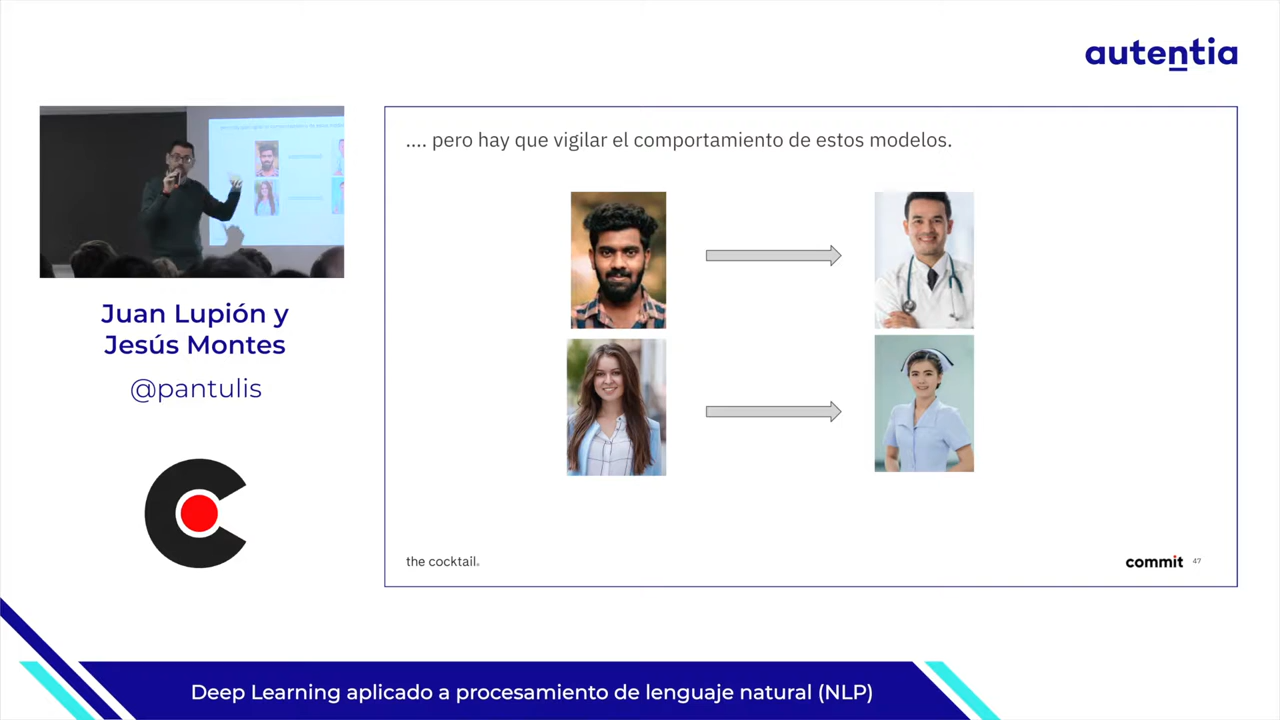 autentia
.... pero hay que vigilar el comportamiento de estos modelos.
Juan Lupión y
Jesús Montes
@pantulis
the cocktail.
commit
47
Deep Learning aplicado a procesamiento de lenguaje natural (NLP)